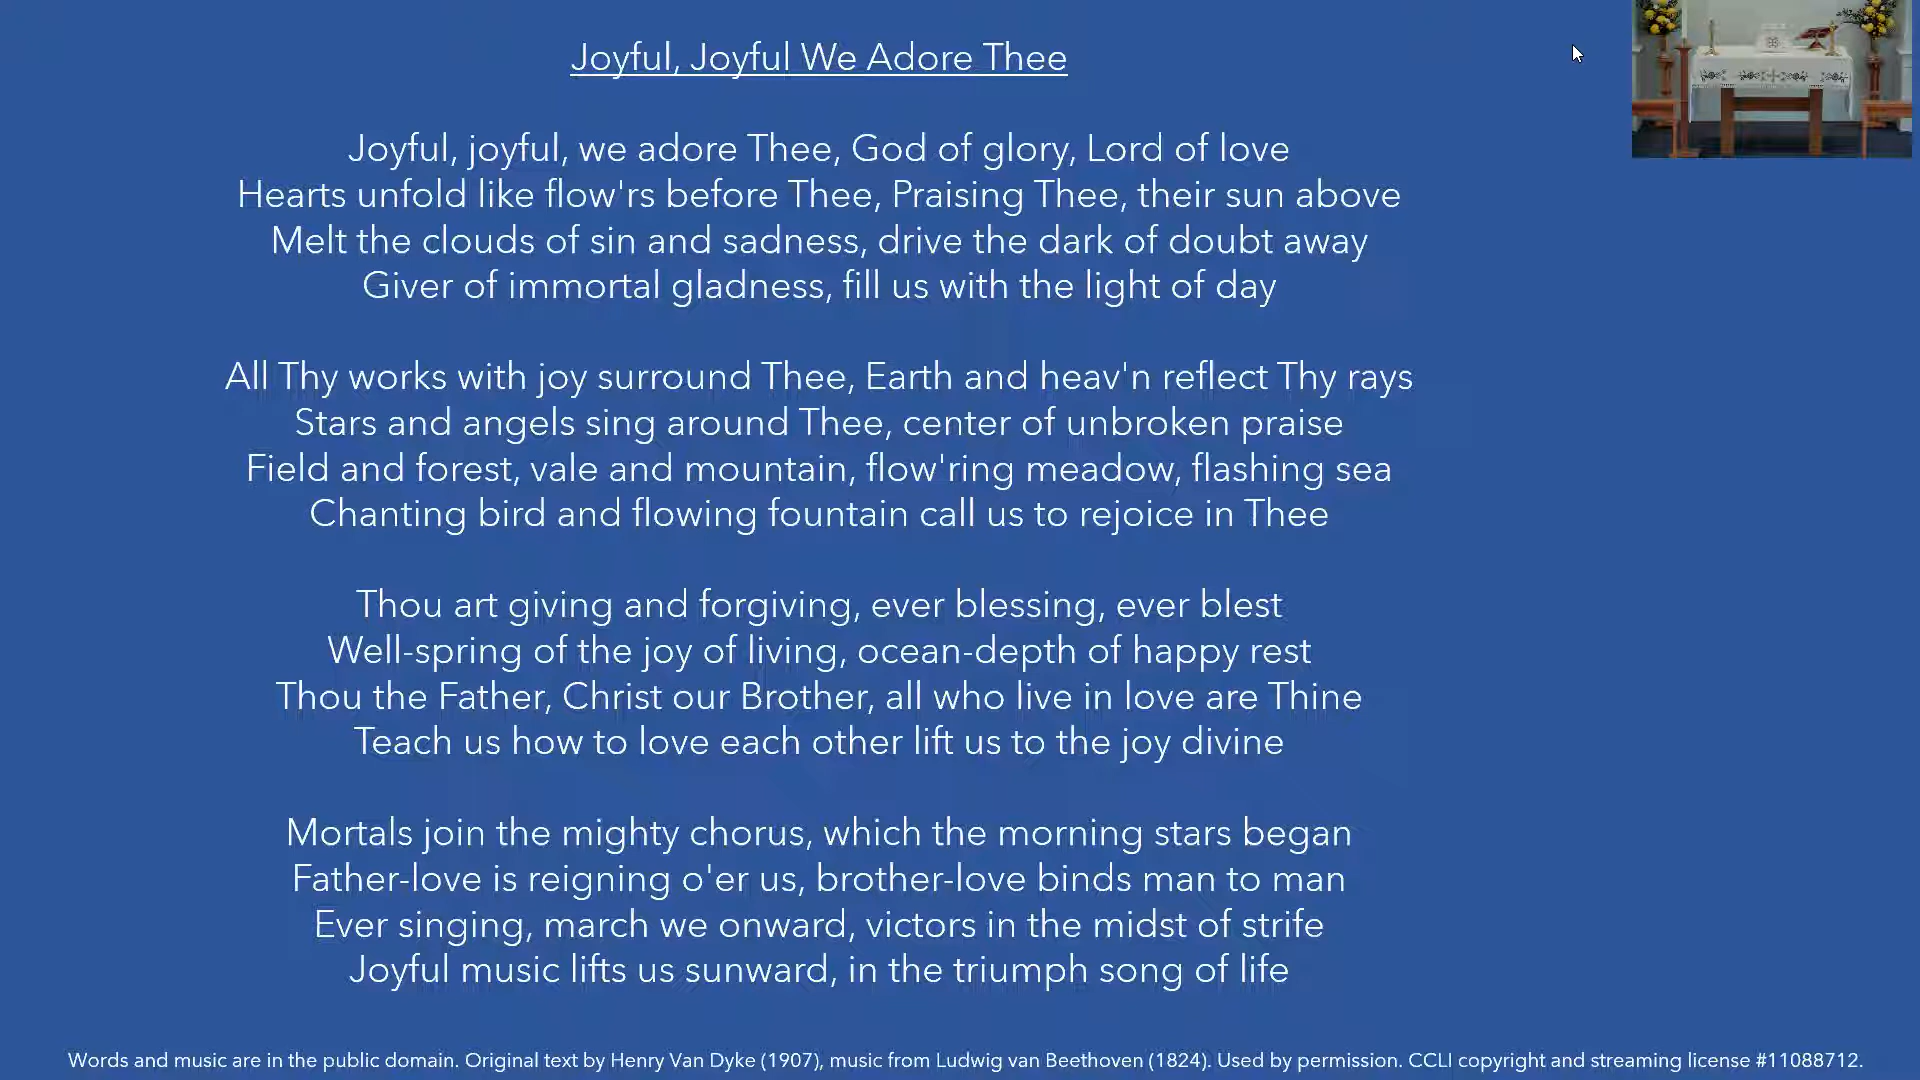 Joyful, Joyful We Adore Thee
Joyful, joyful, we adore Thee, God of glory, Lord of love
Hearts unfold like flow'rs before Thee, Praising Thee, their sun above
Melt the clouds of sin and sadness, drive the dark of doubt away
Giver of immortal gladness, fill us with the light of day
All Thy works with joy surround Thee, Earth and heav'n reflect Thy rays
Stars and angels sing around Thee, center of unbroken praise
Field and forest, vale and mountain, flow'ring meadow, flashing sea
Chanting bird and flowing fountain call us to rejoice in Thee
Thou art giving and forgiving, ever blessing, ever blest
Well-spring of the joy of living, ocean-depth of happy rest
Thou the Father, Christ our Brother, all who live in love are Thine
Teach us how to love each other lift us to the joy divine
Mortals join the mighty chorus, which the morning stars began
Father-love is reigning o'er us, brother-love binds man to man
Ever singing, march we onward, victors in the midst of strife
Joyful music lifts us sunward, in the triumph song of life
Words and music are in the public domain. Original text by Henry Van Dyke (1907), music from Ludwig van Beethoven (1824). Used by permission. CCLI copyright and streaming license #11088712.